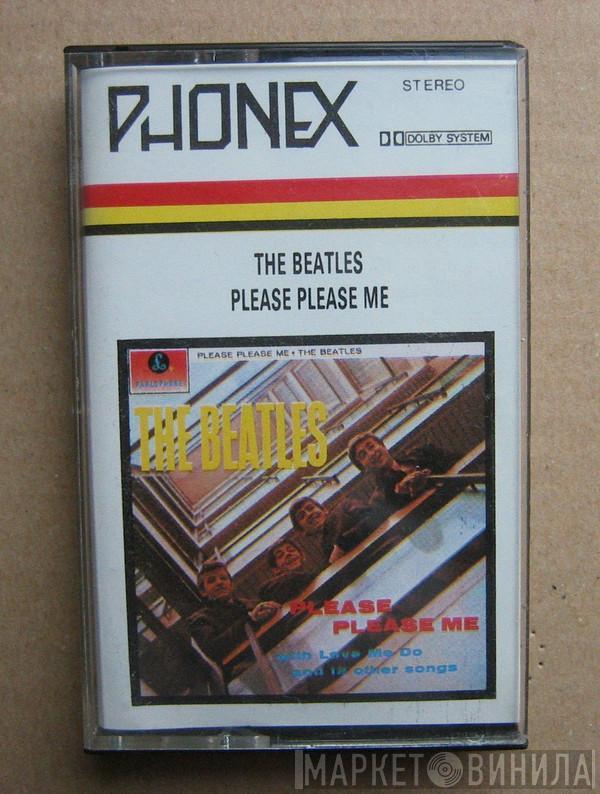 PHONEX
STEREO
DOLBY SYSTEM
THE BEATLES
PLEASE PLEASE ME
PLEASE PLEASE ME • THE BEATLES
£
PARLOPHONE
THE BEATLES
PLEASE
PLEASE ME
with Love Me Do
and 12 other songs
МАРКЕТ ВИНИЛА